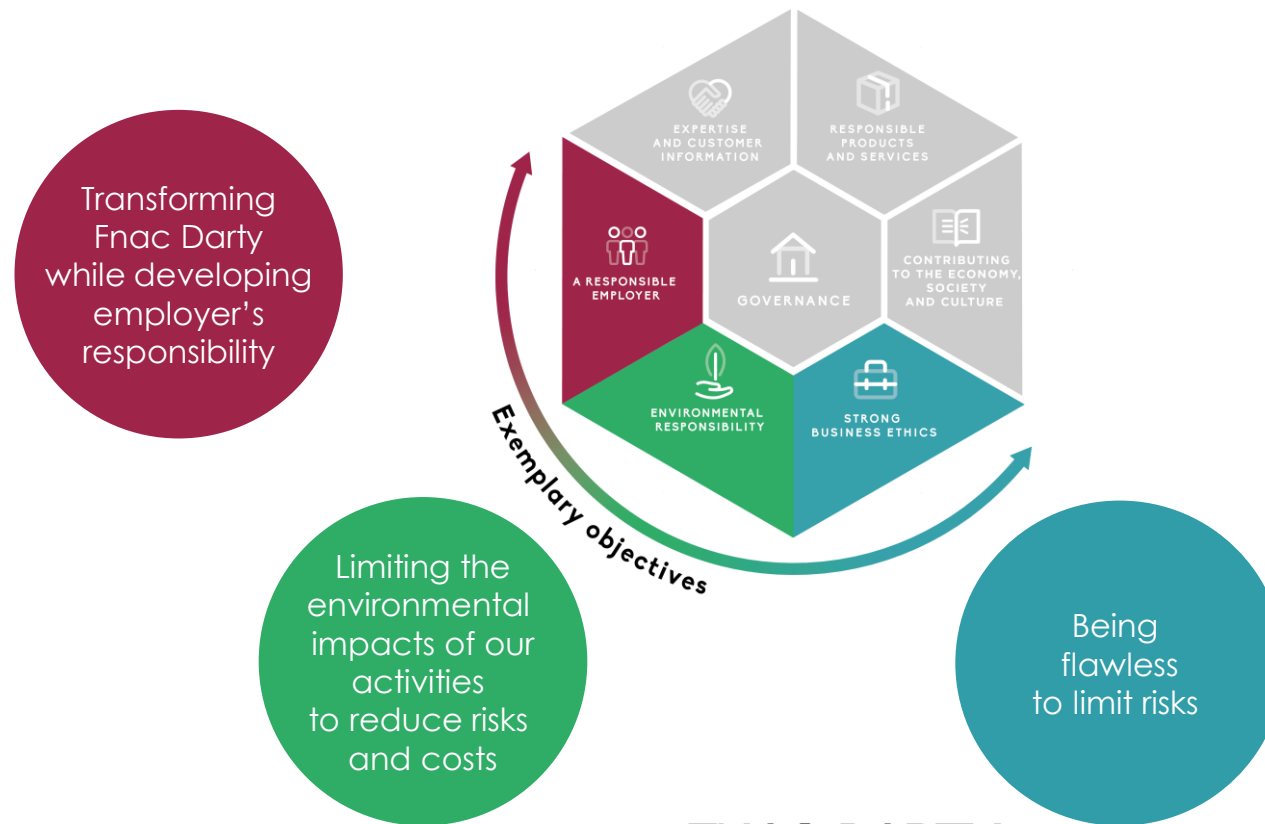 EXPERTISE
AND CUSTOMER
INFORMATION
RESPONSIBLE
PRODUCTS
AND SERVICES
Transforming
Fnac Darty
while developing
employer’s
responsibility
A RESPONSIBLE
EMPLOYER
GOVERNANCE
CONTRIBUTING
TO THE ECONOMY,
SOCIETY
AND CULTURE
ENVIRONMENTAL
RESPONSIBILITY
STRONG
BUSINESS ETHICS
Exemplary objectives
Limiting the
environmental
impacts of our
activities
to reduce risks
and costs
Being
flawless
to limit risks